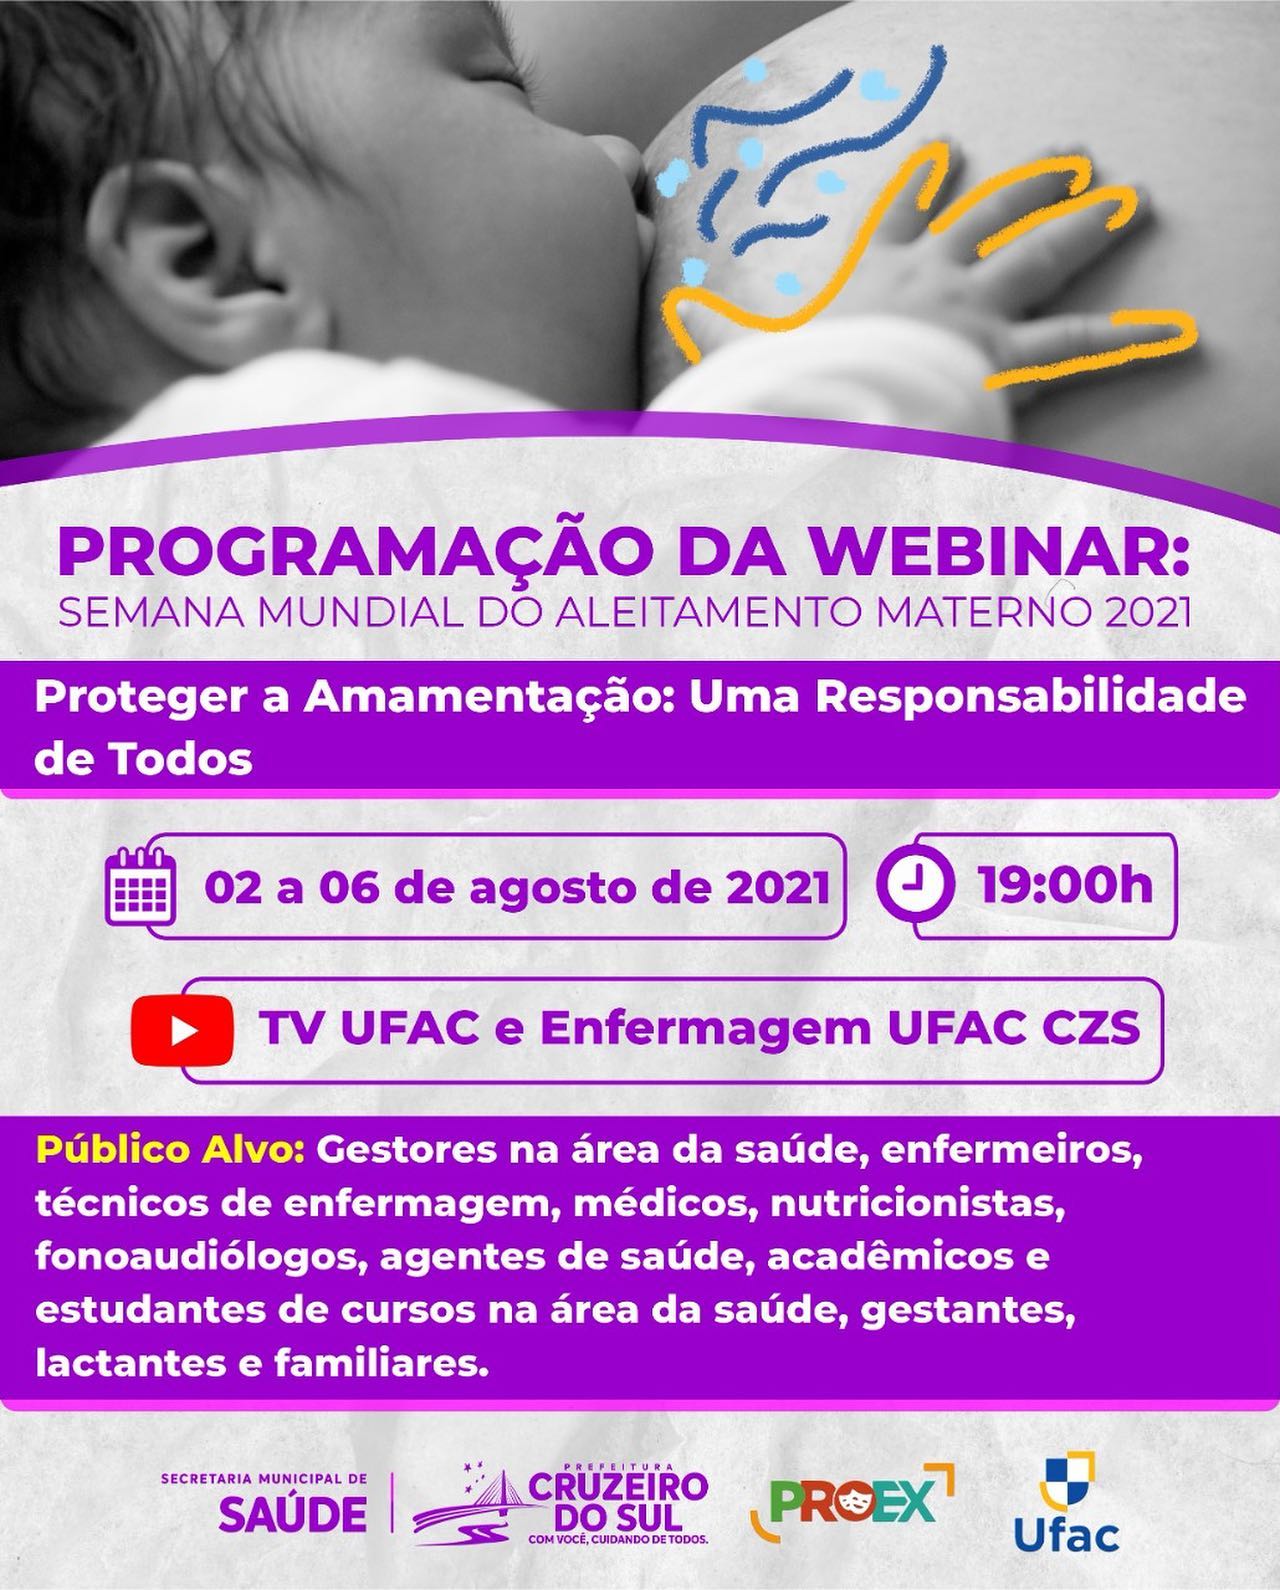 PROGRAMAÇÃO DA WEBINAR:
SEMANA MUNDIAL DO ALEITAMENTO MATERNO 2021
Proteger a Amamentação: Uma Responsabilidade
de Todos
02 a 06 de agosto de 2021
19:00h
TV UFAC e Enfermagem UFAC CZS
Público Alvo: Gestores na área da saúde, enfermeiros,
técnicos de enfermagem, médicos, nutricionistas,
fonoaudiólogos, agentes de saúde, acadêmicos e
estudantes de cursos na área da saúde, gestantes,
lactantes e familiares.
SECRETARIA MUNICIPAL DE
SAÚDE
PREFEITURA
CRUZEIRO
DO SUL
COM VOCÊ, CUIDANDO DE TODOS.
PROEX
Ufac